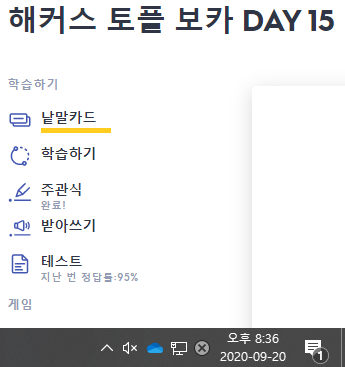 해커스 토플 보카 DAY 15
학습하기
낱말카드
학습하기
주관식
완료!
받아쓰기
테스트
지난 번 정답률:95%
게임
오후 8:36
2020-09-20
1